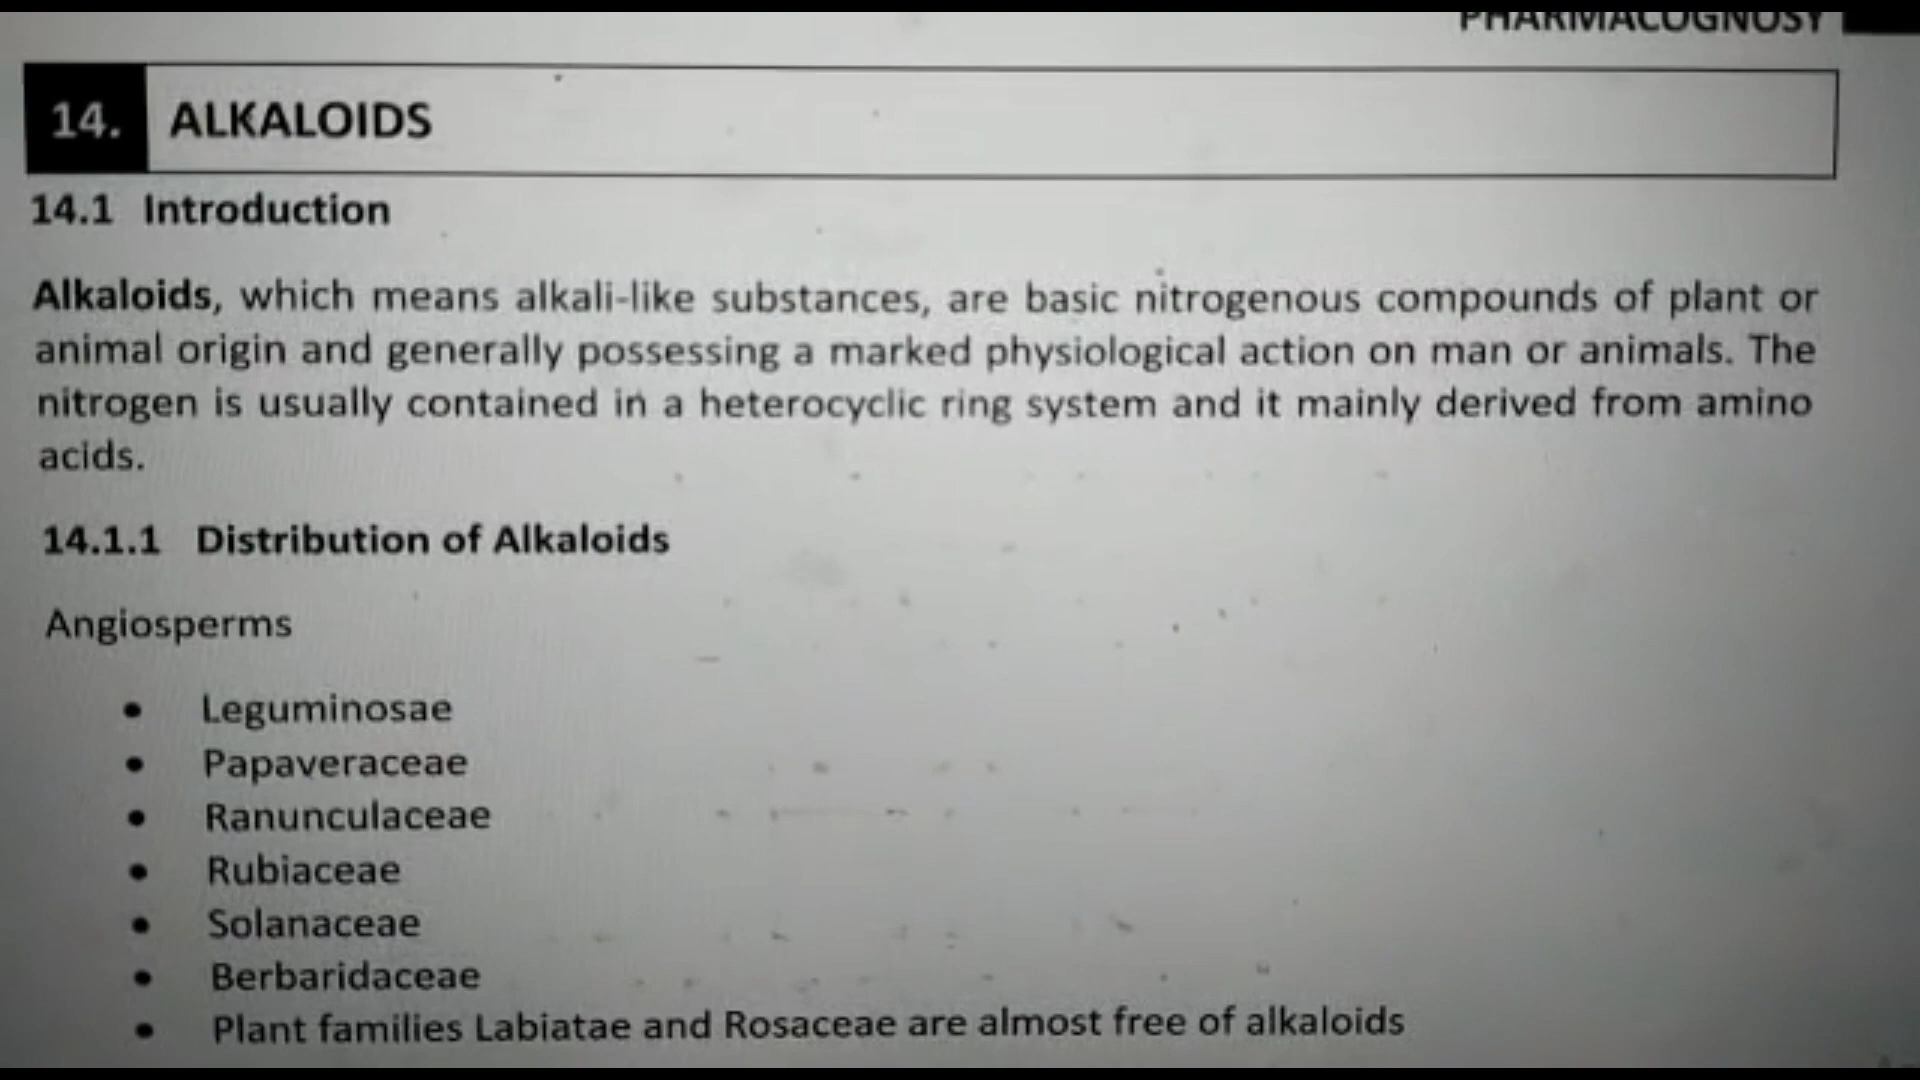 PHARMACOGNOSY
14. ALKALOIDS
14.1 Introduction
Alkaloids, which means alkali-like substances, are basic nitrogenous compounds of plant or
animal origin and generally possessing a marked physiological action on man or animals. The
nitrogen is usually contained in a heterocyclic ring system and it mainly derived from amino
acids.
14.1.1 Distribution of Alkaloids
Angiosperms
• Leguminosae
• Papaveraceae
• Ranunculaceae
• Rubiaceae
• Solanaceae
• Berbaridaceae
• Plant families Labiatae and Rosaceae are almost free of alkaloids